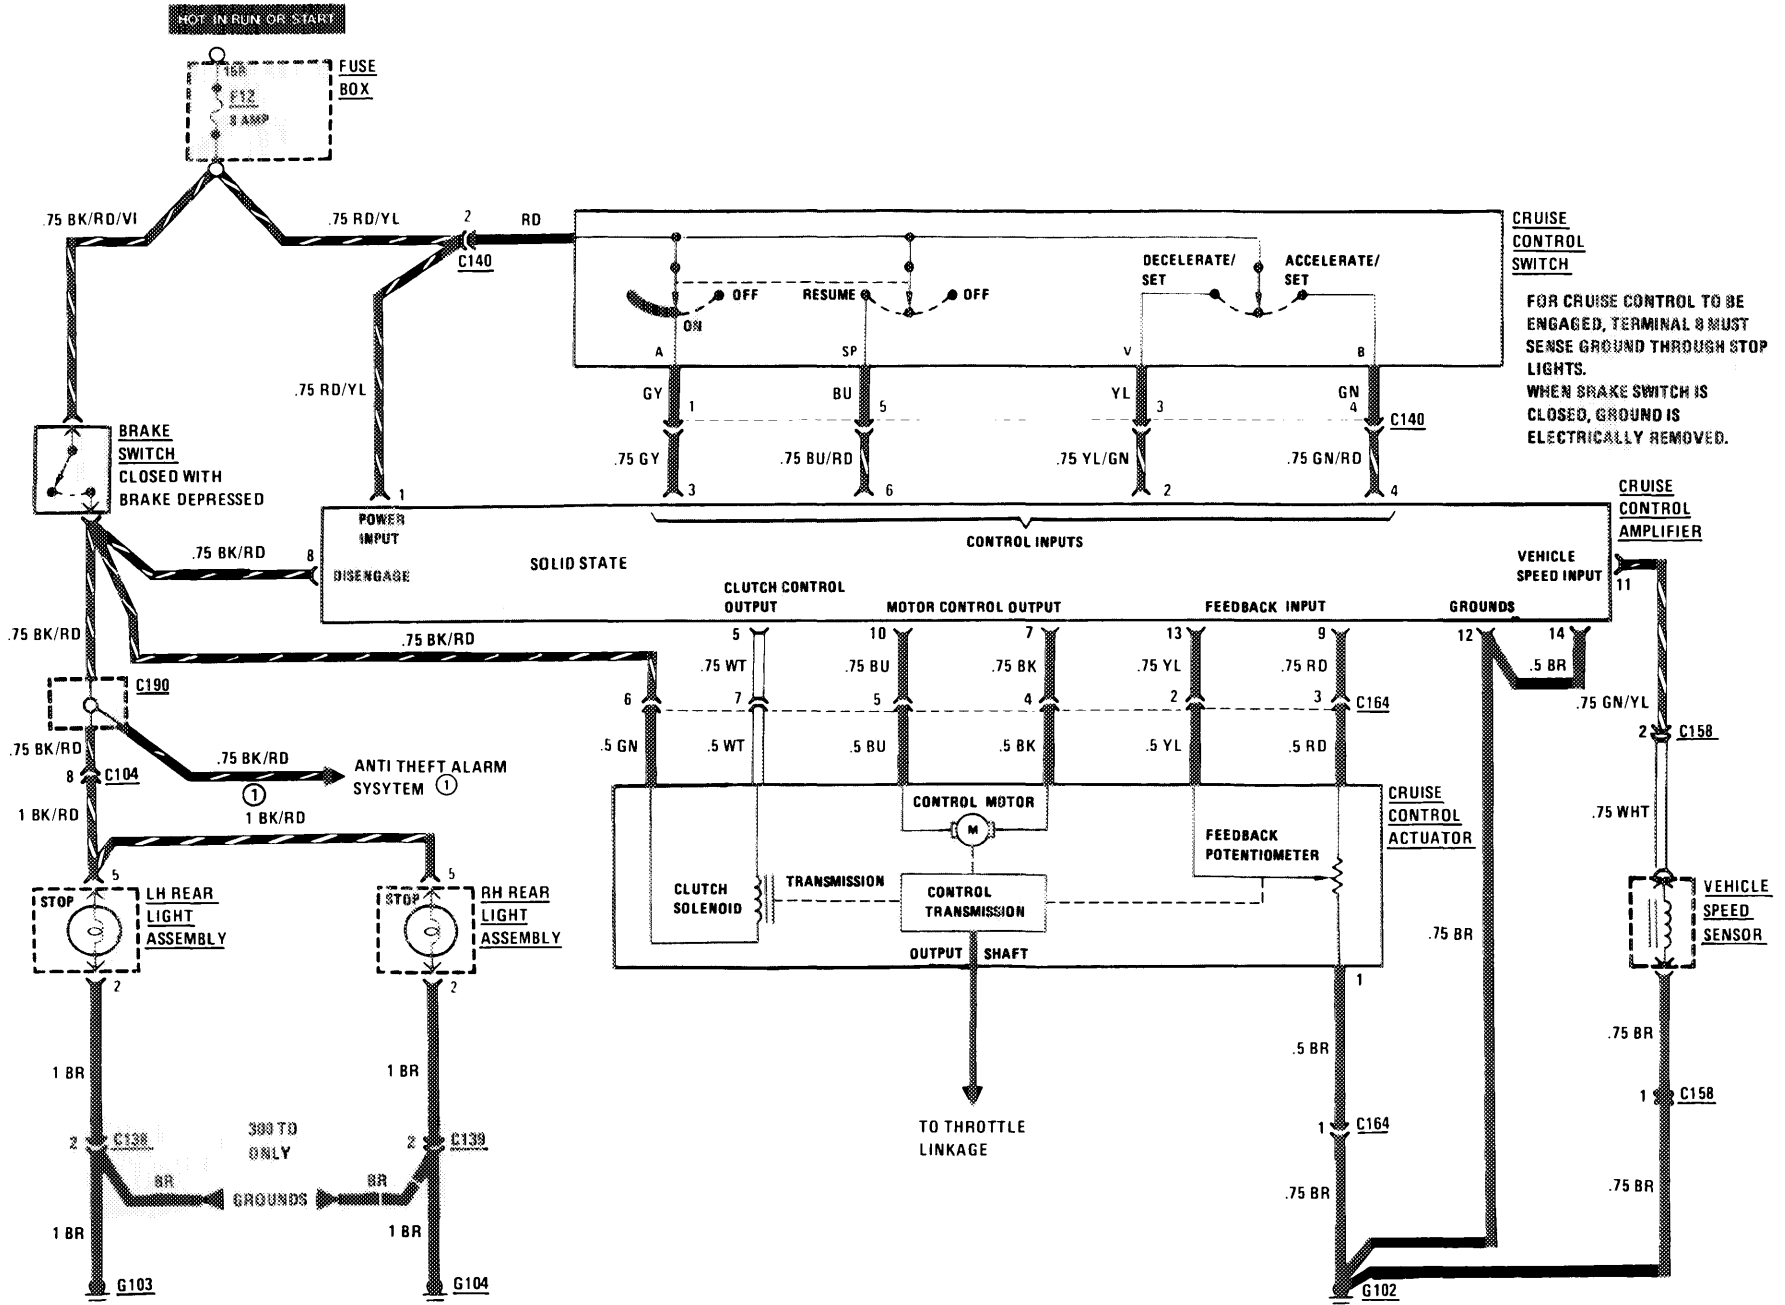 HOT IN RUN OR START
FUSE
BOX
15R
F12
8 AMP
.75 BK/RD/VI
.75 RD/YL
2
RD
C140
CRUISE
CONTROL
SWITCH
DECELERATE/
SET
ACCELERATE/
SET
OFF
RESUME
OFF
ON
A
SP
V
B
FOR CRUISE CONTROL TO BE
ENGAGED, TERMINAL 8 MUST
SENSE GROUND THROUGH STOP
LIGHTS.
WHEN BRAKE SWITCH IS
CLOSED, GROUND IS
ELECTRICALLY REMOVED.
.75 RD/YL
GY
1
BU
5
YL
3
GN
4
C140
BRAKE
SWITCH
CLOSED WITH
BRAKE DEPRESSED
.75 GY
.75 BU/RD
.75 YL/GN
.75 GN/RD
1
3
6
2
4
CRUISE
CONTROL
AMPLIFIER
POWER
INPUT
CONTROL INPUTS
.75 BK/RD
8
DISENGAGE
SOLID STATE
VEHICLE
SPEED INPUT
11
CLUTCH CONTROL
OUTPUT
MOTOR CONTROL OUTPUT
FEEDBACK INPUT
GROUNDS
.75 BK/RD
.75 BK/RD
5
10
7
13
9
12
14
.75 WT
.75 BU
.75 BK
.75 YL
.75 RD
.5 BR
C190
6
7
5
4
2
3
C164
.75 GN/YL
2
C158
.75 BK/RD
.75 BK/RD
.5 GN
.5 WT
.5 BU
.5 BK
.5 YL
.5 RD
8
C104
ANTI THEFT ALARM
SYSYTEM 1
1
1 BK/RD
1 BK/RD
CONTROL MOTOR
M
CRUISE
CONTROL
ACTUATOR
.75 WHT
FEEDBACK
POTENTIOMETER
5
5
STOP
LH REAR
LIGHT
ASSEMBLY
STOP
RH REAR
LIGHT
ASSEMBLY
CLUTCH
SOLENOID
TRANSMISSION
CONTROL
TRANSMISSION
VEHICLE
SPEED
SENSOR
.75 BR
OUTPUT SHAFT
2
2
1
1 BR
1 BR
.5 BR
.75 BR
1
C158
2
C138
300 TD
ONLY
2
C139
TO THROTTLE
LINKAGE
1
C164
BR
GROUNDS
BR
.75 BR
.75 BR
1 BR
1 BR
G103
G104
G102